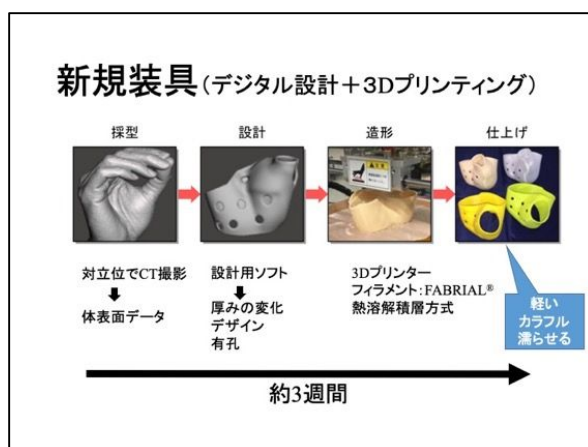 新規装具(デジタル設計+3Dプリンティング)
採型
設計
造形
仕上げ
対立位でCT撮影
体表面データ
設計用ソフト
厚みの変化
デザイン
有孔
3Dプリンター
フィラメント:FABRIAL®
熱溶解積層方式
軽い
カラフル
濡らせる
約3週間